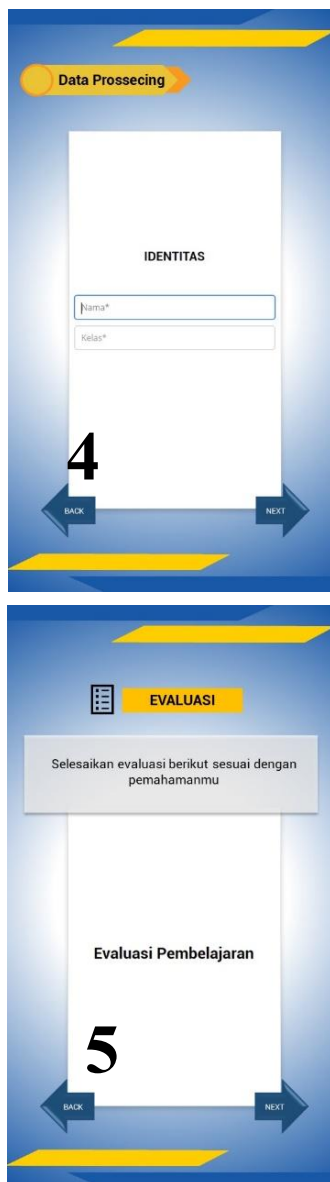 Data Prossecing
IDENTITAS
Nama*
Kelas*
4
BACK
NEXT
EVALUASI
Selesaikan evaluasi berikut sesuai dengan
pemahamanmu
Evaluasi Pembelajaran
5
BACK
NEXT